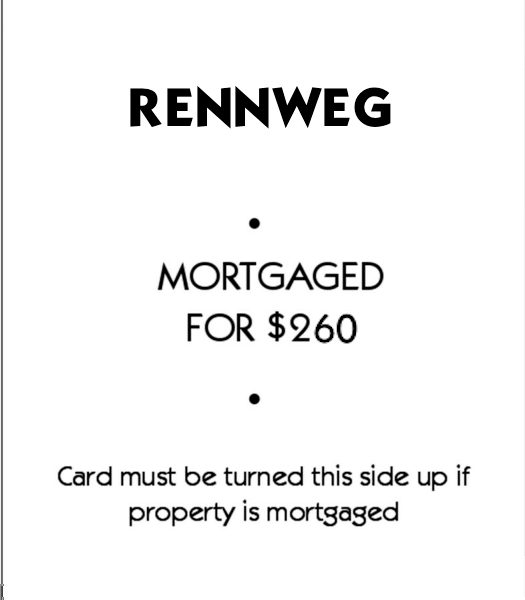 RENNWEG
•
MORTGAGED
FOR $260
•
Card must be turned this side up if
property is mortgaged